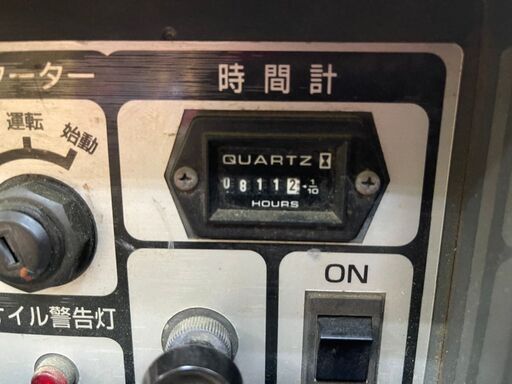 ーター
時間計
運転
始動
QUARTZ
08112 1/10
HOURS
イル警告灯
ON